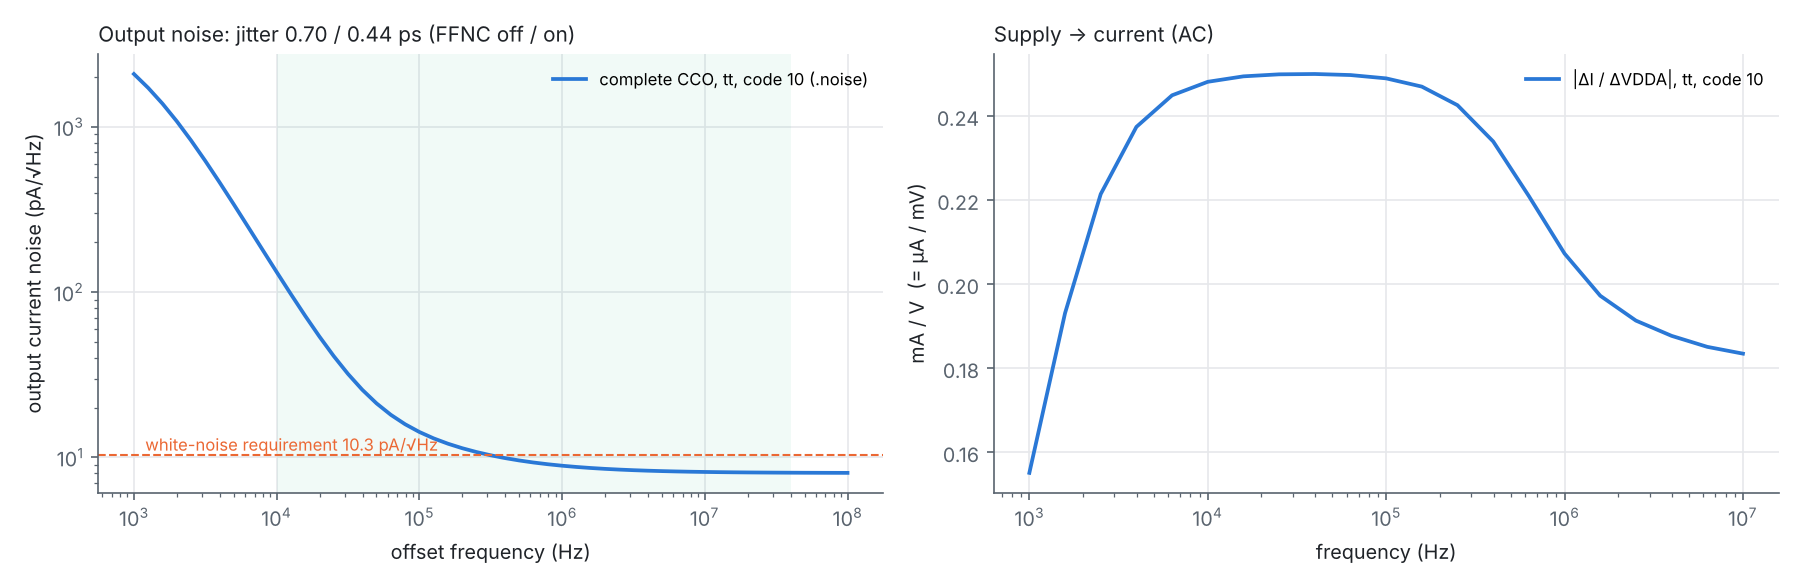 Output noise: jitter 0.70 / 0.44 ps (FFNC off / on)
complete CCO, tt, code 10 (.noise)
output current noise (pA/√Hz)
10³
10²
10¹
white-noise requirement 10.3 pA/√Hz
10³ 10⁴ 10⁵ 10⁶ 10⁷ 10⁸
offset frequency (Hz)
Supply → current (AC)
|ΔI / ΔVDDA|, tt, code 10
mA / V (= µA / mV)
0.24
0.22
0.20
0.18
0.16
10³ 10⁴ 10⁵ 10⁶ 10⁷
frequency (Hz)